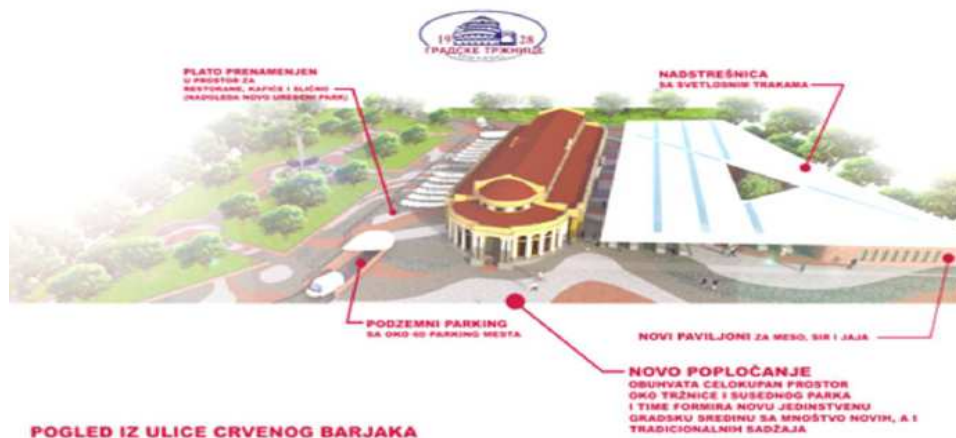 19 28
ГРАДСКЕ ТРЖНИЦЕ
PLATO PRENAMENJEN
U PROSTOR ZA
RESTORANE, KAFIĆE I SLIČNO
(NADGLEDA NOVO UREĐENI PARK)
NADSTREŠNICA
SA SVETLOSNIM TRAKAMA
PODZEMNI PARKING
SA OKO 60 PARKING MESTA
NOVI PAVILJONI ZA MESO, SIR I JAJA
NOVO POPLOČANJE
OBUHVATA CELOKUPAN PROSTOR
OKO TRŽNICE I SUSEDNOG PARKA
I TIME FORMIRA NOVU JEDINSTVENU
GRADSKU SREDINU SA MNOŠTVO NOVIH, A I
TRADICIONALNIH SADŽAJA
POGLED IZ ULICE CRVENOG BARJAKA